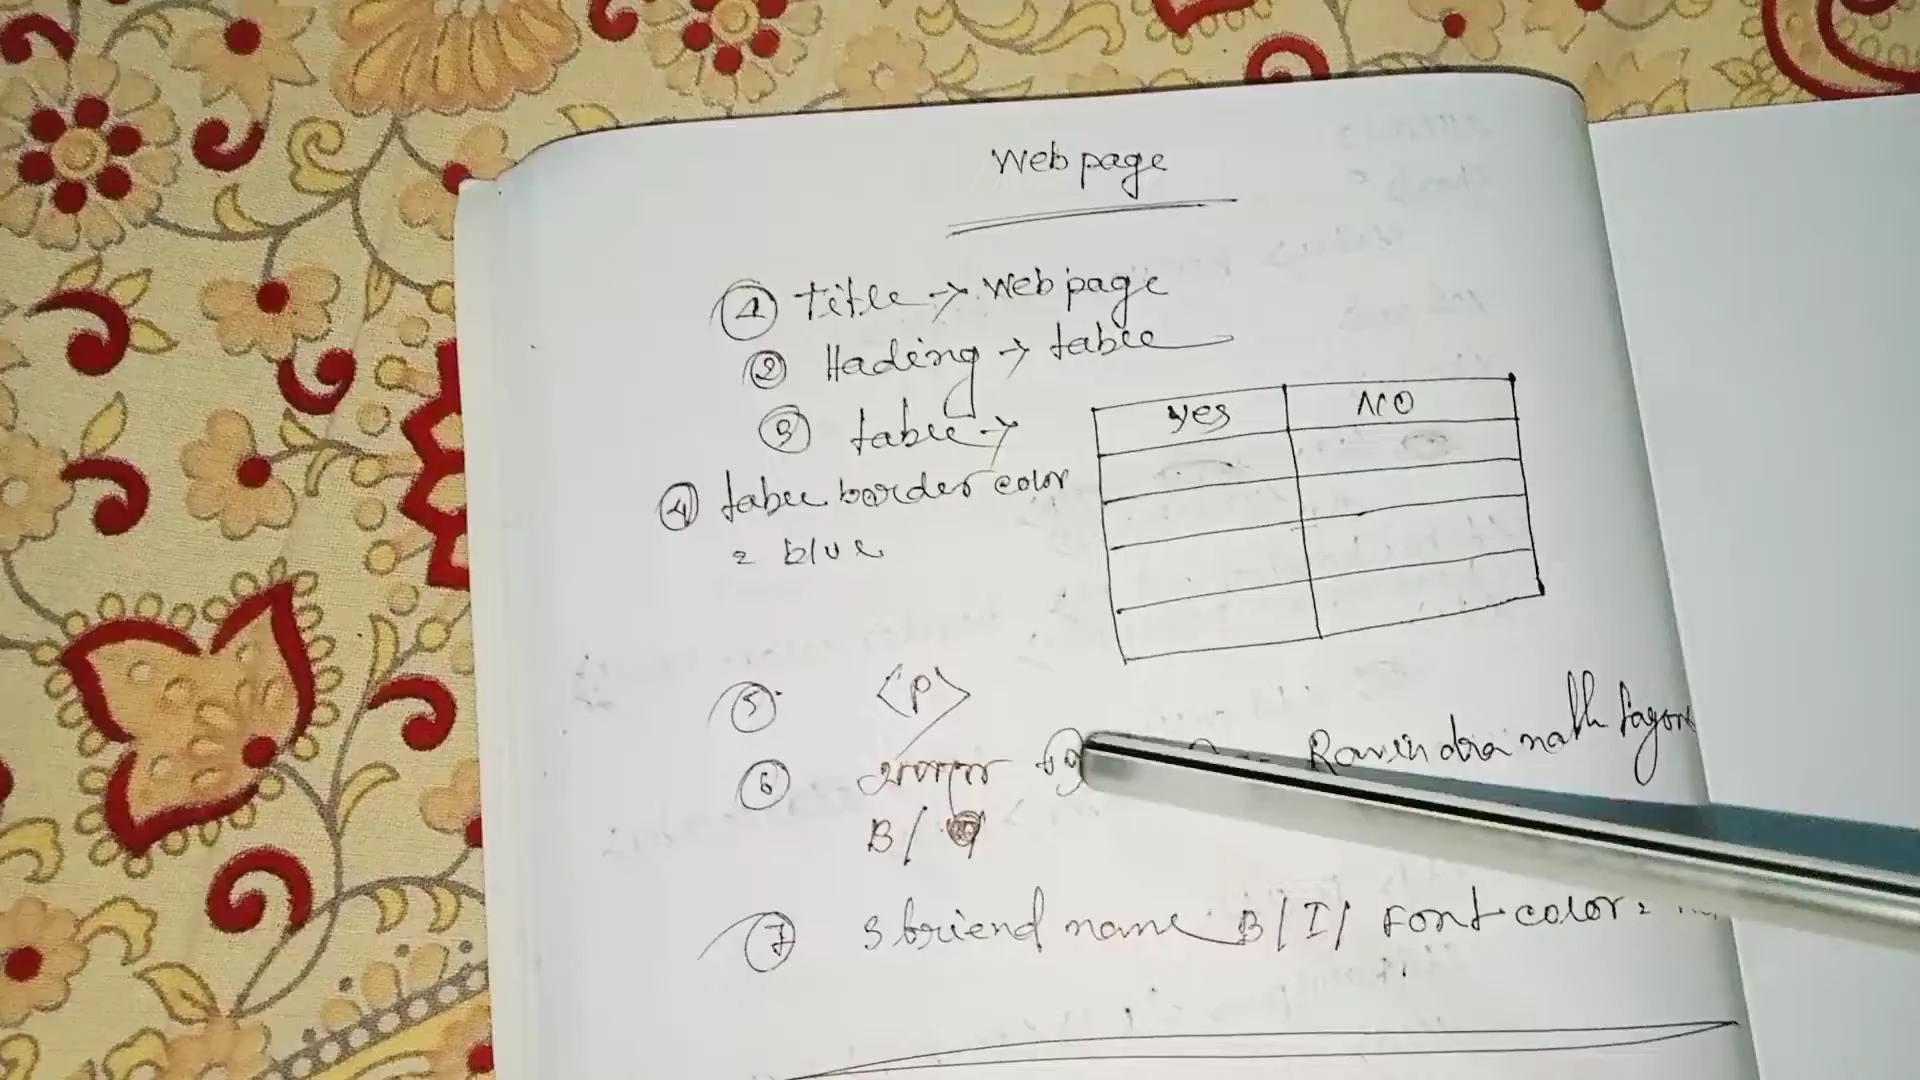 Web page
① Title → Web page
② Hading → table
③ table →
yes NO
④ table border color
= blue
⑤ <P>
⑥ Ravindra nath Tagore
B/
⑦ 3 friend name B/I/ Font color =